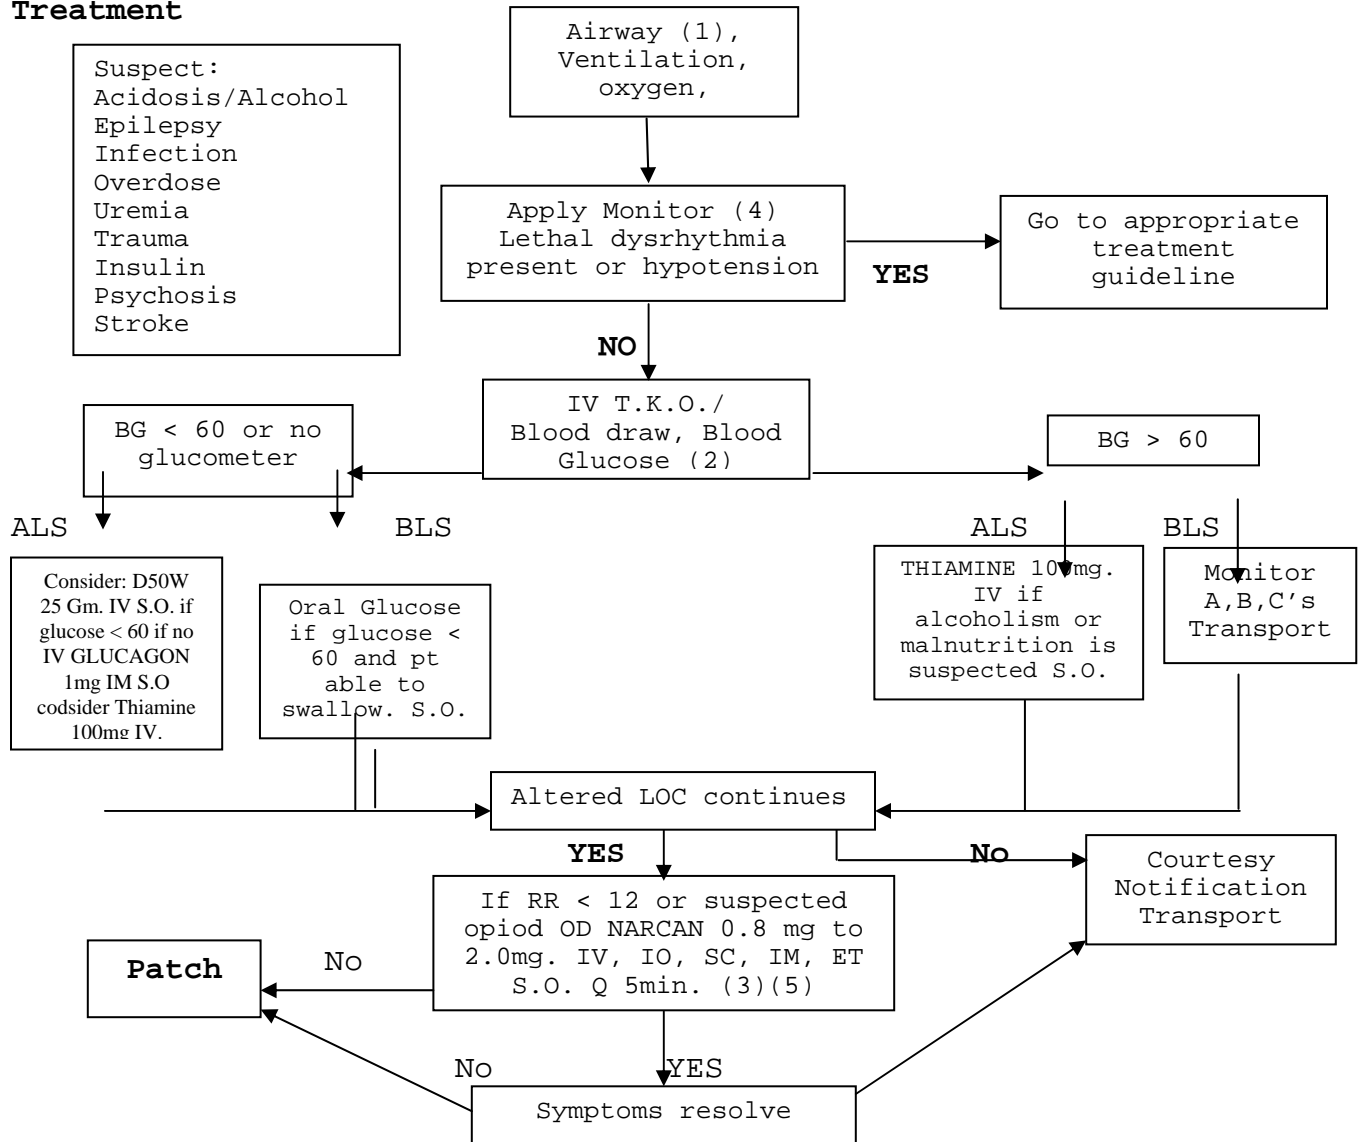 Treatment
Airway (1),
Ventilation,
oxygen,
Suspect:
Acidosis/Alcohol
Epilepsy
Infection
Overdose
Uremia
Trauma
Insulin
Psychosis
Stroke
Apply Monitor (4)
Lethal dysrhythmia
present or hypotension
YES
Go to appropriate
treatment
guideline
NO
IV T.K.O./
Blood draw, Blood
Glucose (2)
BG < 60 or no
glucometer
BG > 60
ALS
BLS
ALS
BLS
Consider: D50W
25 Gm. IV S.O. if
glucose < 60 if no
IV GLUCAGON
1mg IM S.O
codsider Thiamine
100mg IV.
Oral Glucose
if glucose <
60 and pt
able to
swallow. S.O.
THIAMINE 100mg.
IV if
alcoholism or
malnutrition is
suspected S.O.
Monitor
A,B,C's
Transport
Altered LOC continues
YES
No
Courtesy
Notification
Transport
If RR < 12 or suspected
opiod OD NARCAN 0.8 mg to
2.0mg. IV, IO, SC, IM, ET
S.O. Q 5min. (3)(5)
No
Patch
No
YES
Symptoms resolve